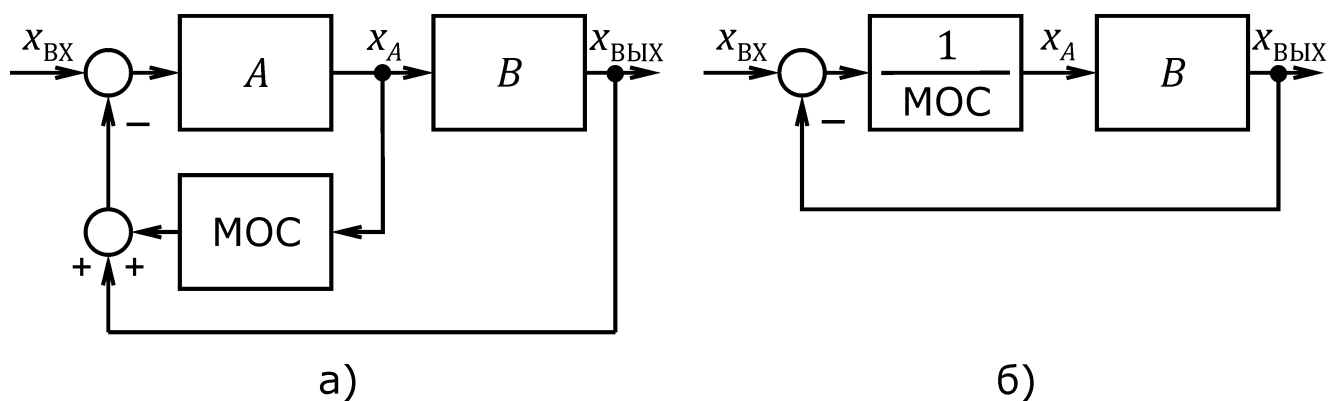 xВХ A xA B xВЫХ
− МОС
+ +
а)
xВХ 1/МОС xA B xВЫХ
−
б)